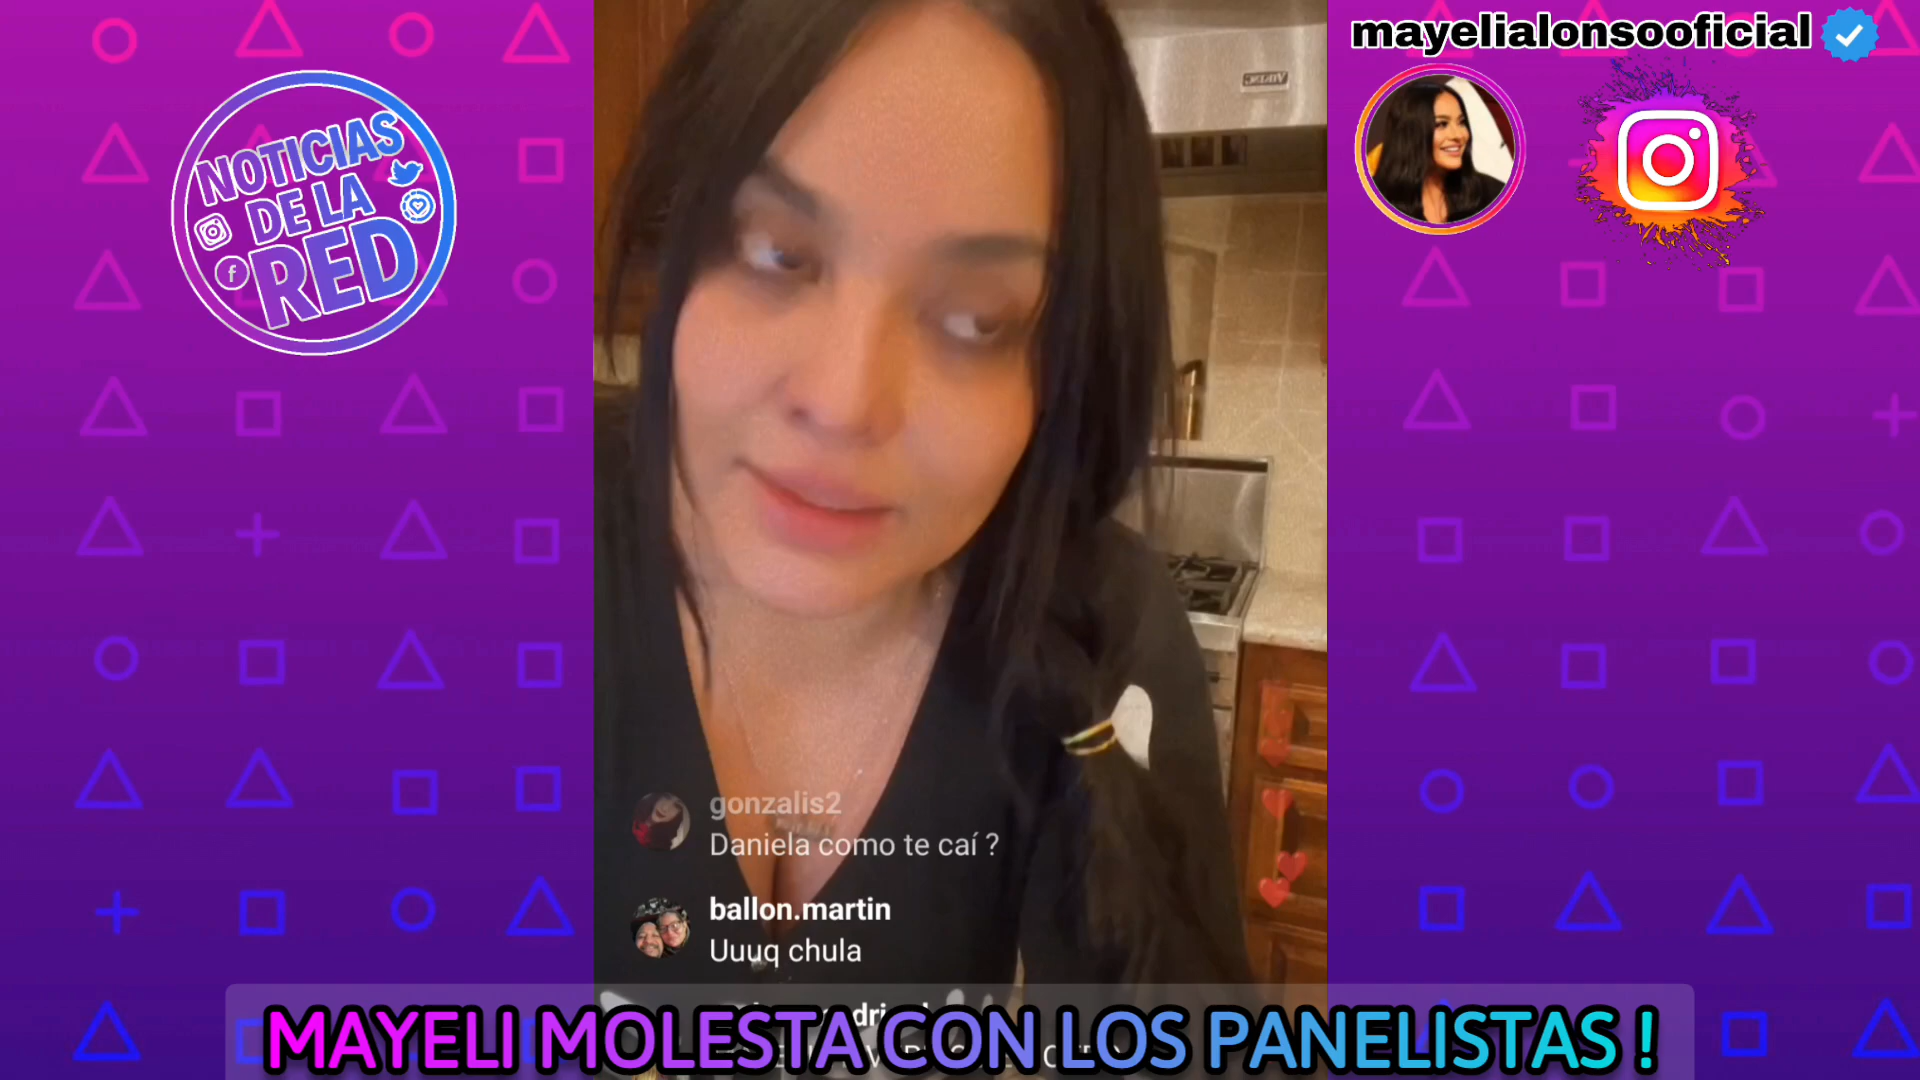 mayelialonsooficial
NOTICIAS
DE LA
RED
MAYTAG
gonzalis2
Daniela como te caí ?
ballon.martin
Uuuq chula
MAYELI MOLESTA CON LOS PANELISTAS !